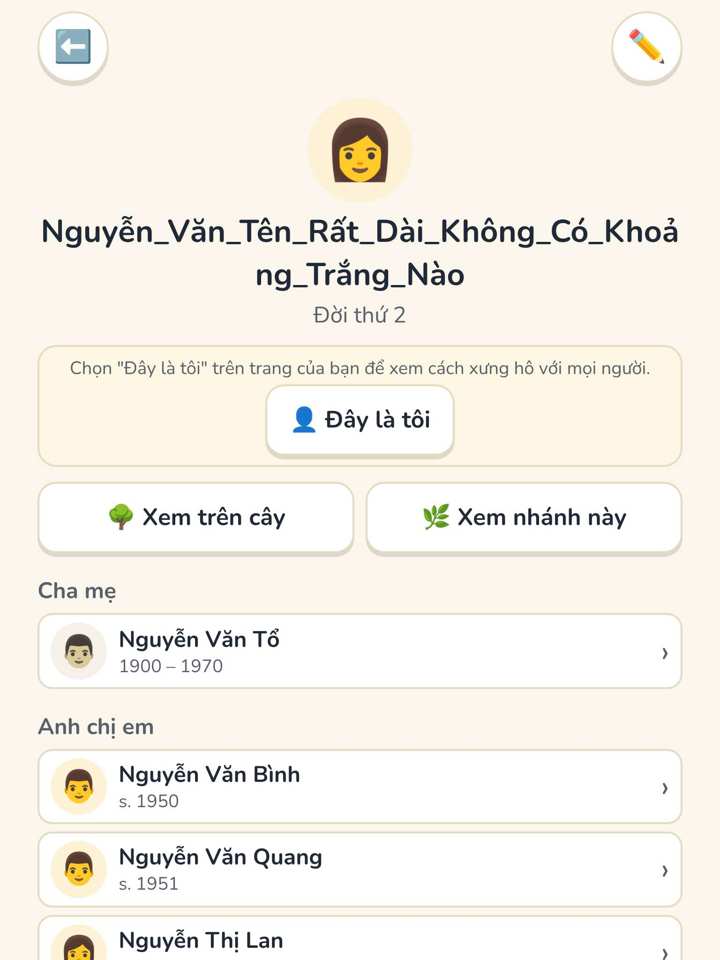 Nguyễn_Văn_Tên_Rất_Dài_Không_Có_Khoả
ng_Trắng_Nào
Đời thứ 2
Chọn "Đây là tôi" trên trang của bạn để xem cách xưng hô với mọi người.
Đây là tôi
Xem trên cây
Xem nhánh này
Cha mẹ
Nguyễn Văn Tổ
1900 – 1970
Anh chị em
Nguyễn Văn Bình
s. 1950
Nguyễn Văn Quang
s. 1951
Nguyễn Thị Lan